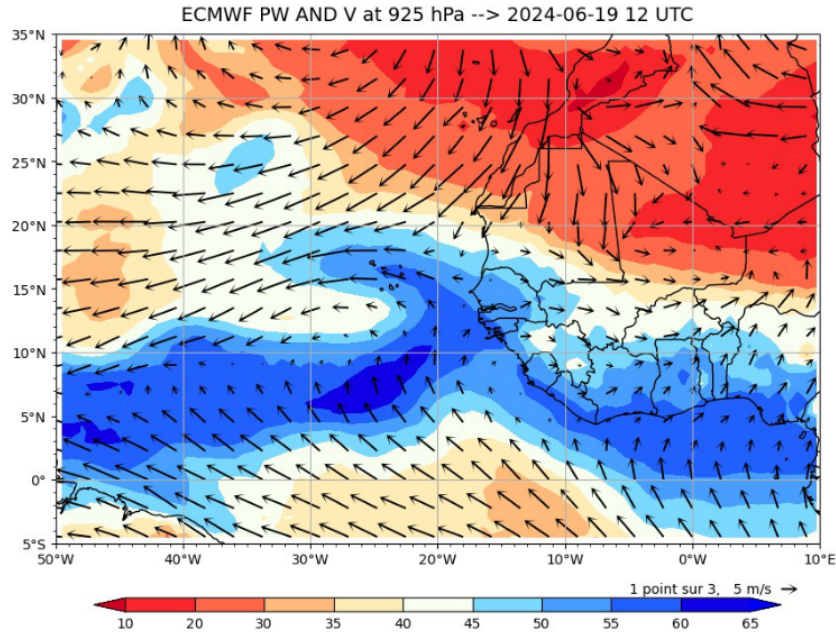 ECMWF PW AND V at 925 hPa --> 2024-06-19 12 UTC
35°N
30°N
25°N
20°N
15°N
10°N
5°N
0°
5°S
50°W 40°W 30°W 20°W 10°W 0°W 10°E
1 point sur 3, 5 m/s
10 20 30 35 40 45 50 55 60 65